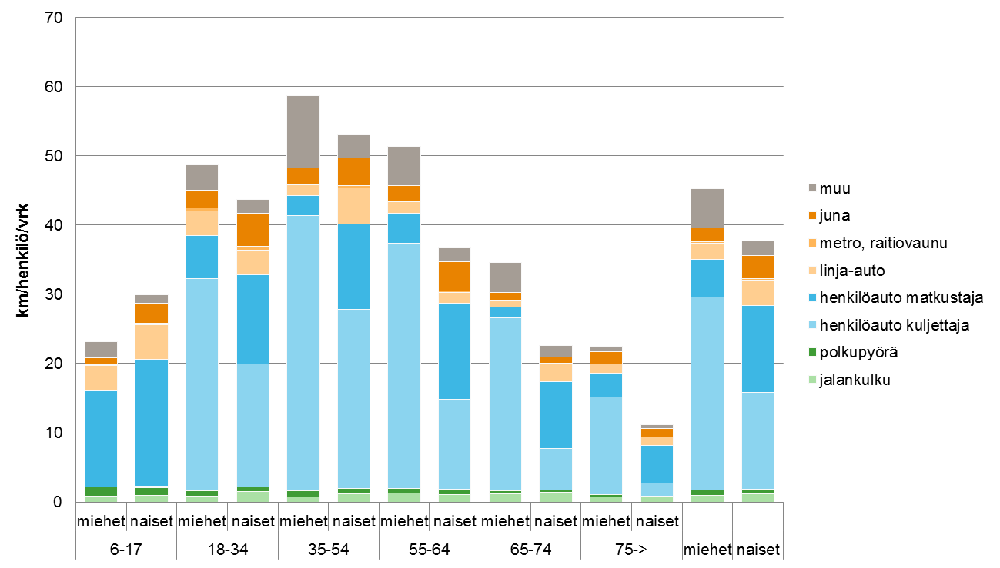 70
60
50
40
30
20
10
0
km/henkilö/vrk
muu
juna
metro, raitiovaunu
linja-auto
henkilöauto matkustaja
henkilöauto kuljettaja
polkupyörä
jalankulku
miehet naiset miehet naiset miehet naiset miehet naiset miehet naiset miehet naiset
6-17 18-34 35-54 55-64 65-74 75-> miehet naiset